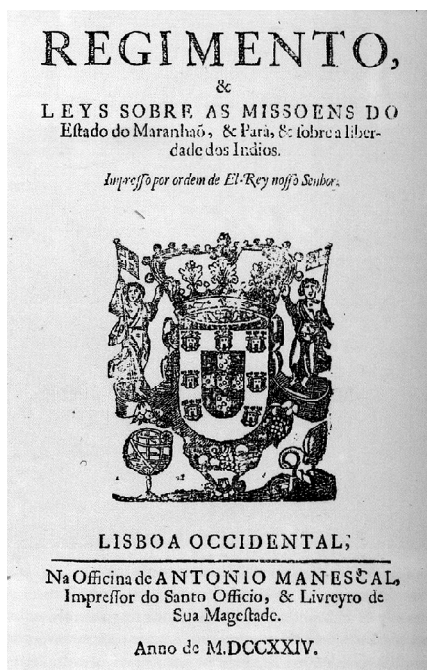 REGIMENTO,
&
LEYS SOBRE AS MISSOENS DO
Eſtado do Maranhaõ, & Parà, & ſobre a liber-
dade dos Indios.
Impreſſo por ordem de El-Rey noſſo Senhor.
LISBOA OCCIDENTAL,
Na Officina de ANTONIO MANESCAL,
Impreſſor do Santo Officio, & Livreyro de
Sua Mageſtade.
Anno de M.DCCXXIV.